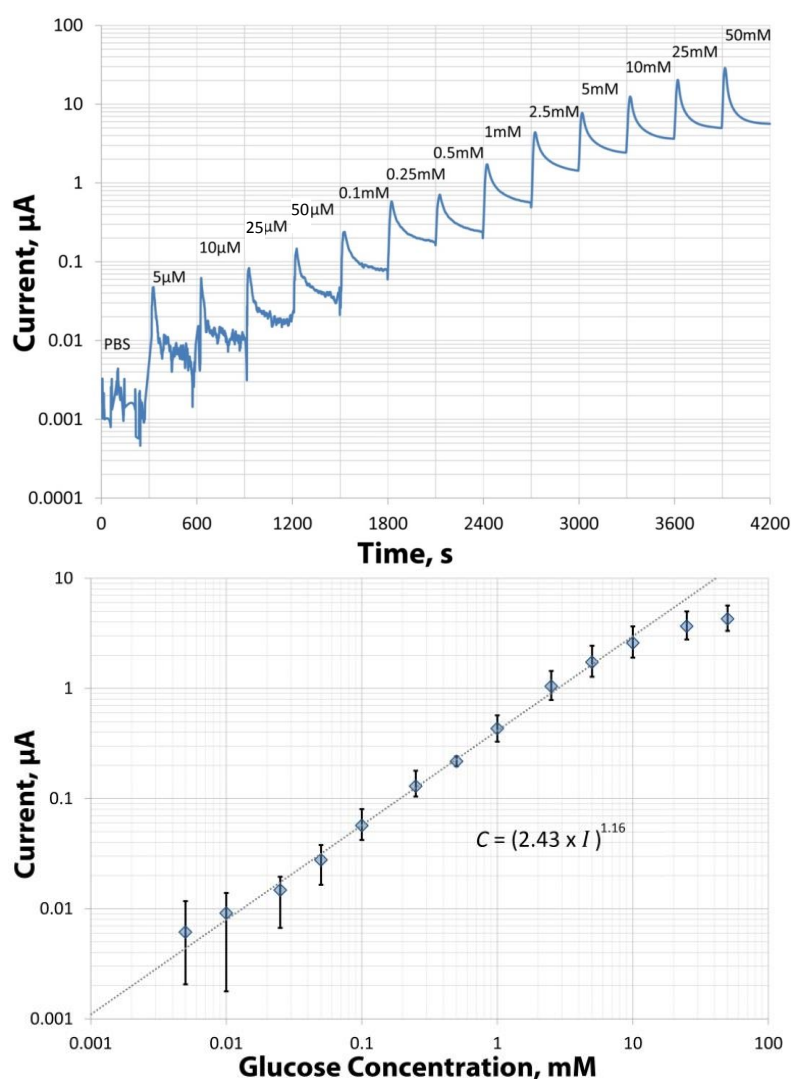 100
10
1
0.1
0.01
0.001
0.0001
Current, µA
PBS
5µM
10µM
25µM
50µM
0.1mM
0.25mM
0.5mM
1mM
2.5mM
5mM
10mM
25mM
50mM
0 600 1200 1800 2400 3000 3600 4200
Time, s
10
1
0.1
0.01
0.001
Current, µA
C = (2.43 x I)^1.16
0.001 0.01 0.1 1 10 100
Glucose Concentration, mM